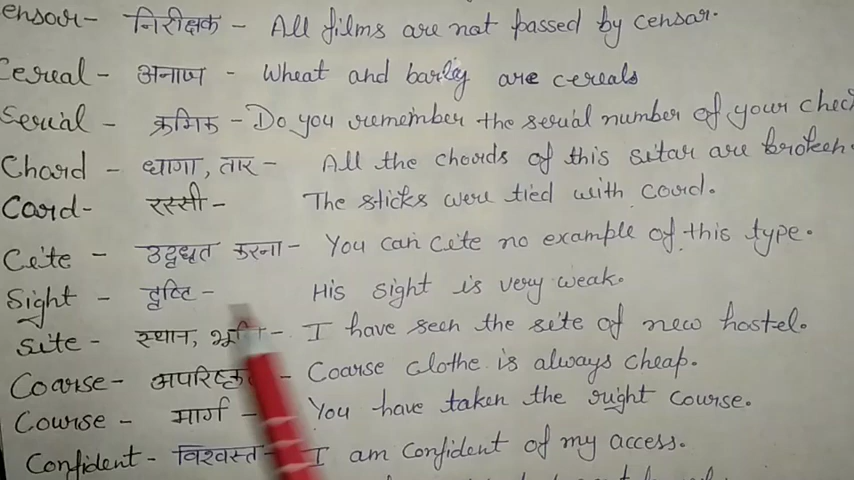 ensor- निरीक्षक - All films are not passed by censor.
Cereal - अनाज - Wheat and barley are cereals
Serial - क्रमिक - Do you remember the serial number of your chec
Chord - धागा, तार - All the chords of this sitar are broken.
Cord- रस्सी - The sticks were tied with cord.
Cite - उद्धृत करना - You can cite no example of this type.
Sight - दृष्टि - His sight is very weak.
Site - स्थान, - I have seen the site of new hostel.
Coarse - - Coarse clothe is always cheap.
Course - मार्ग - You have taken the right course.
Confident - विश्वस्त - I am confident of my access.